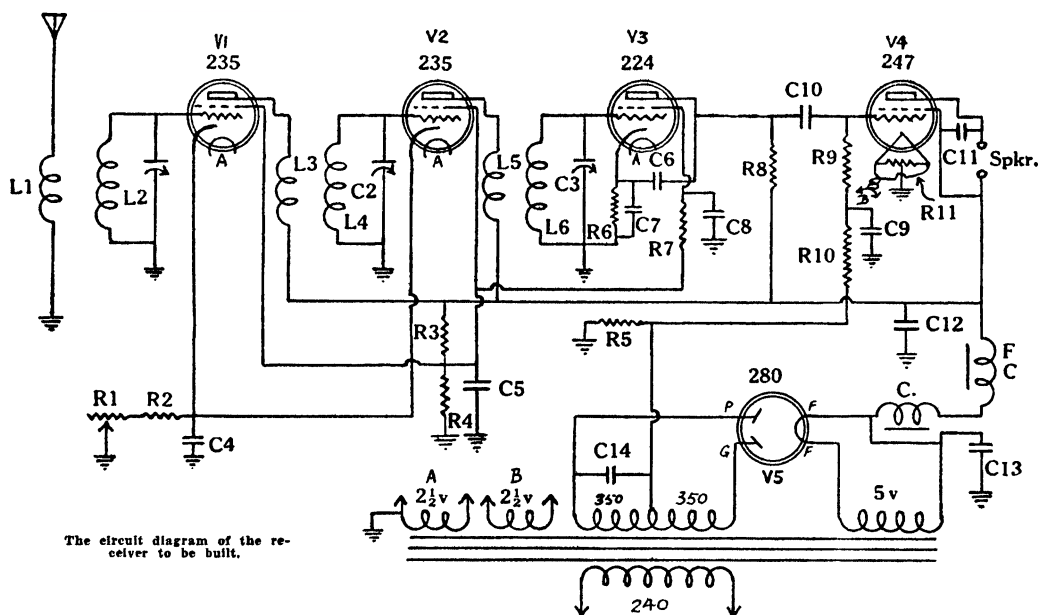 V1
235
V2
235
V3
224
V4
247
C10
L1
L2
A
L3
C2
L4
A
L5
C3
L6
A
C6
C7
R6
R7
C8
R8
R9
C11
Spkr.
B
R11
C9
R10
R3
R5
C12
F
C
R1
R2
C4
C5
R4
280
P
F
C.
G
F
V5
C14
C13
A
2½v
B
2½v
350
350
5v
The circuit diagram of the re-
ceiver to be built.
240